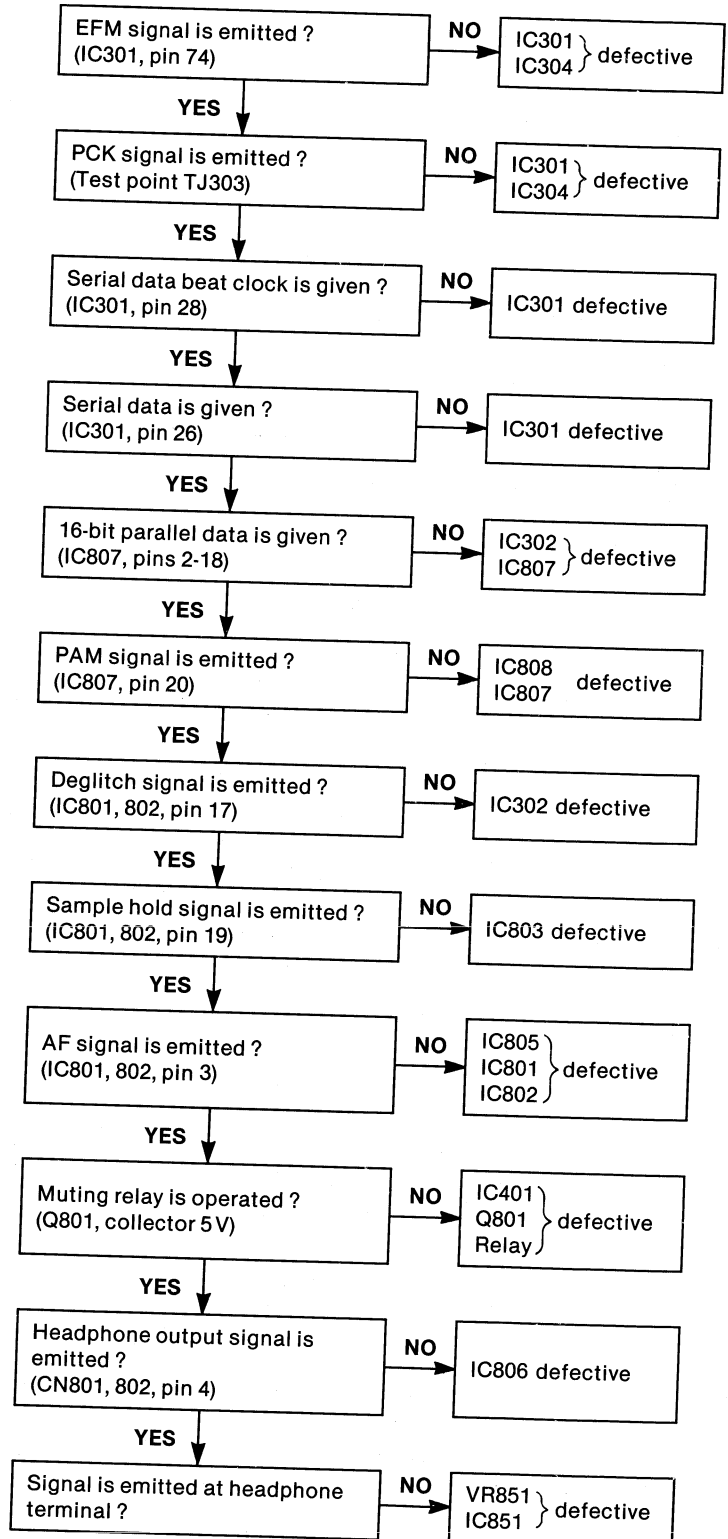 EFM signal is emitted ?
(IC301, pin 74)
NO
IC301
IC304
defective
YES
PCK signal is emitted ?
(Test point TJ303)
NO
IC301
IC304
defective
YES
Serial data beat clock is given ?
(IC301, pin 28)
NO
IC301 defective
YES
Serial data is given ?
(IC301, pin 26)
NO
IC301 defective
YES
16-bit parallel data is given ?
(IC807, pins 2-18)
NO
IC302
IC807
defective
YES
PAM signal is emitted ?
(IC807, pin 20)
NO
IC808
IC807
defective
YES
Deglitch signal is emitted ?
(IC801, 802, pin 17)
NO
IC302 defective
YES
Sample hold signal is emitted ?
(IC801, 802, pin 19)
NO
IC803 defective
YES
AF signal is emitted ?
(IC801, 802, pin 3)
NO
IC805
IC801
IC802
defective
YES
Muting relay is operated ?
(Q801, collector 5V)
NO
IC401
Q801
Relay
defective
YES
Headphone output signal is
emitted ?
(CN801, 802, pin 4)
NO
IC806 defective
YES
Signal is emitted at headphone
terminal ?
NO
VR851
IC851
defective